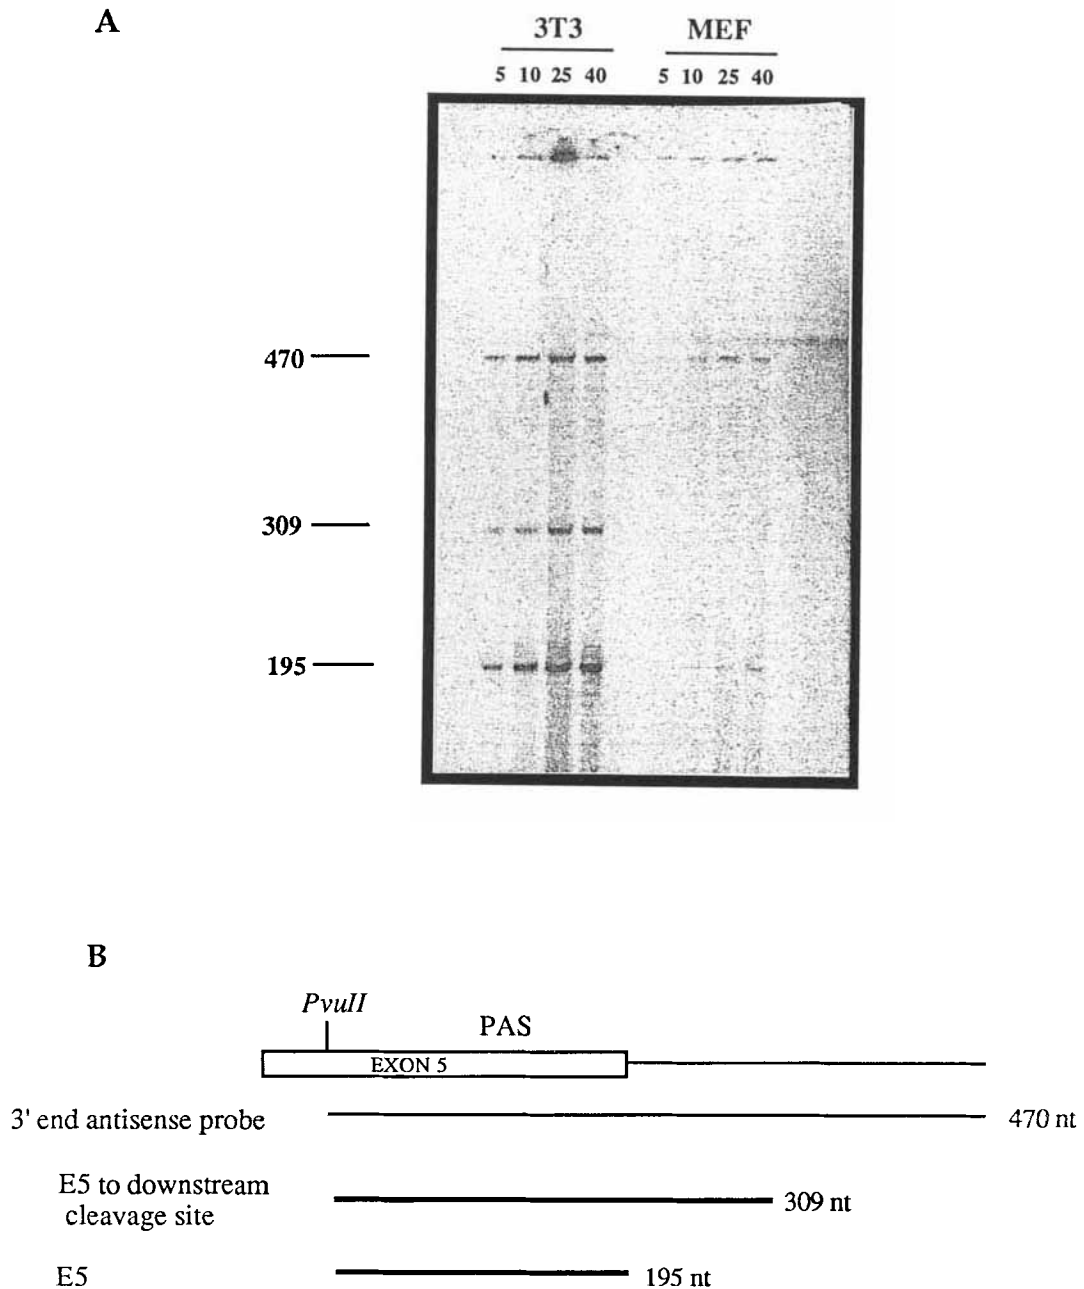 A
3T3 MEF
5 10 25 40 5 10 25 40
470
309
195
B
PvuII
PAS
EXON 5
3' end antisense probe 470 nt
E5 to downstream
cleavage site 309 nt
E5 195 nt